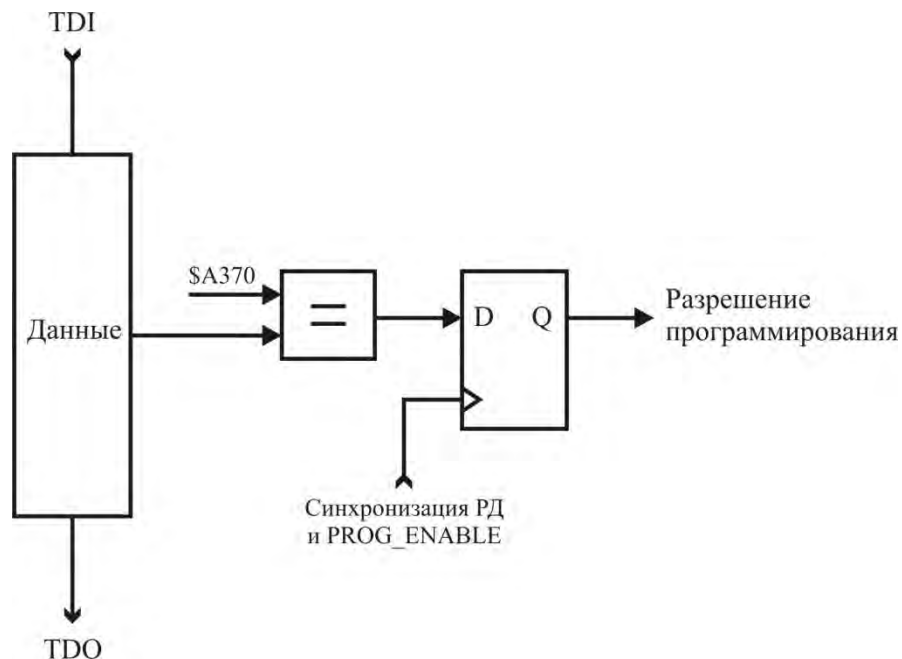 TDI
Данные
$A370
=
D Q
Разрешение
программирования
Синхронизация РД
и PROG_ENABLE
TDO